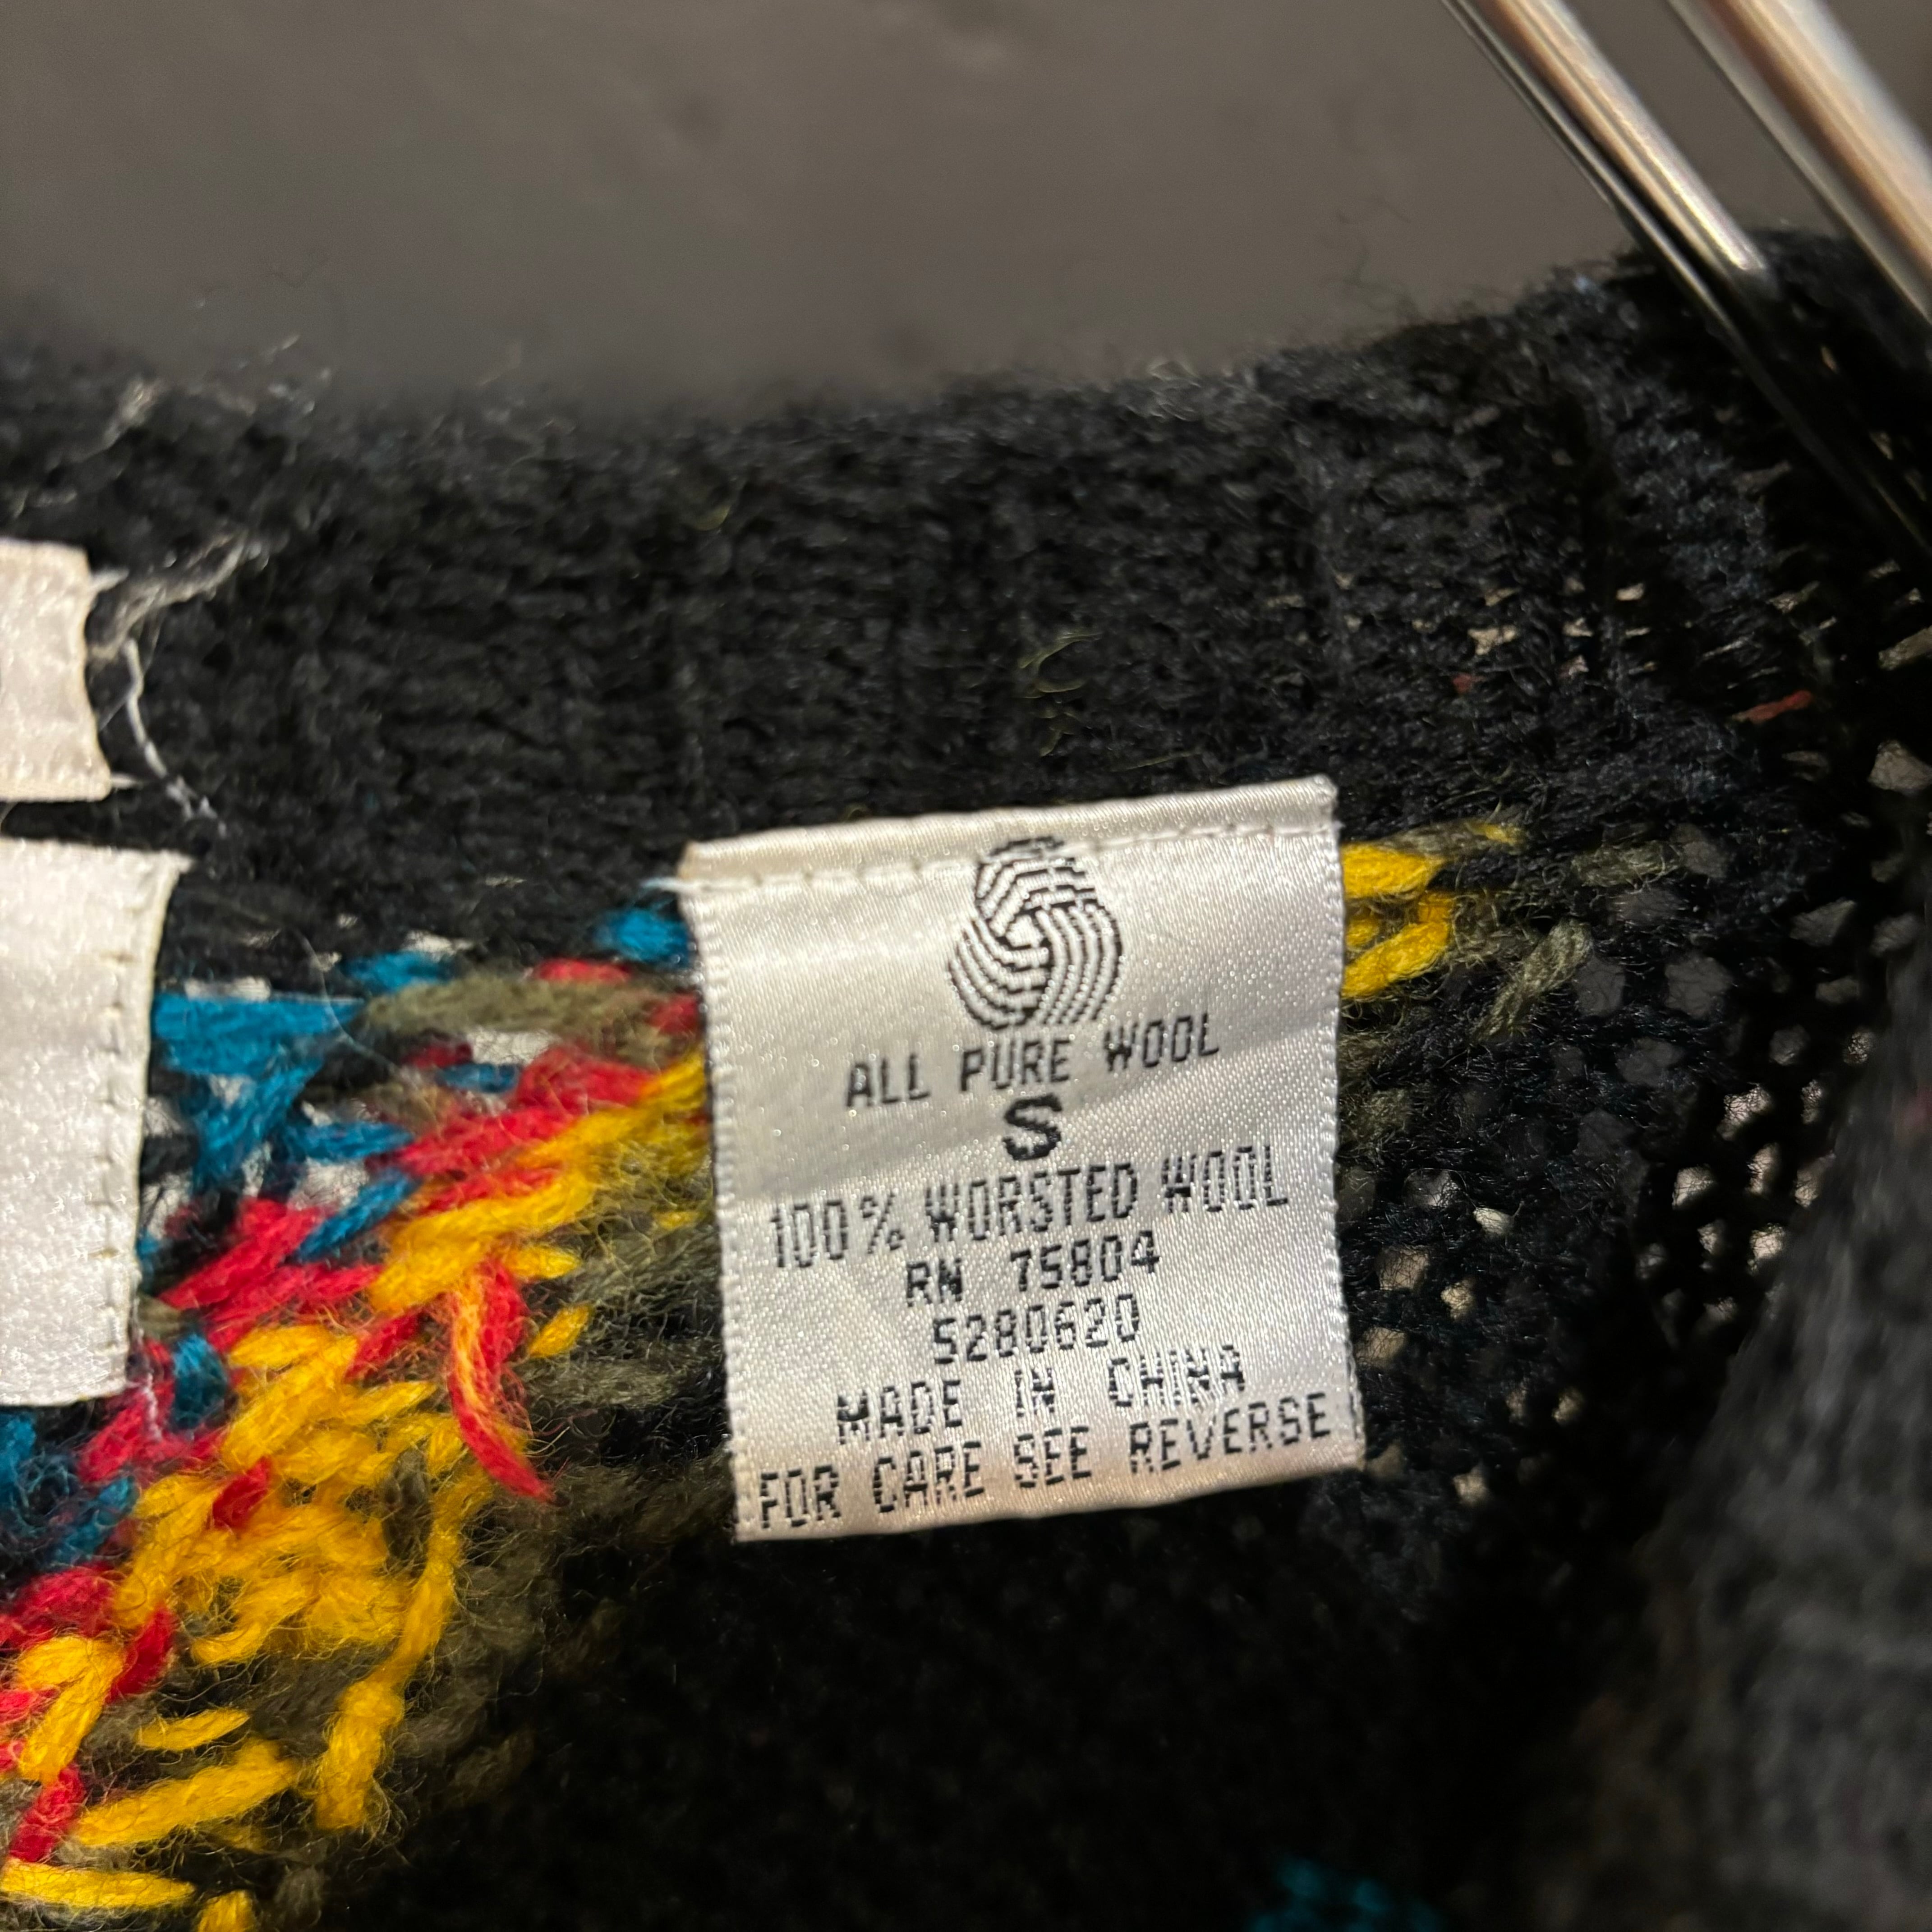 ALL PURE WOOL
S
100% WORSTED WOOL
RN 75804
5280620
MADE IN CHINA
FOR CARE SEE REVERSE